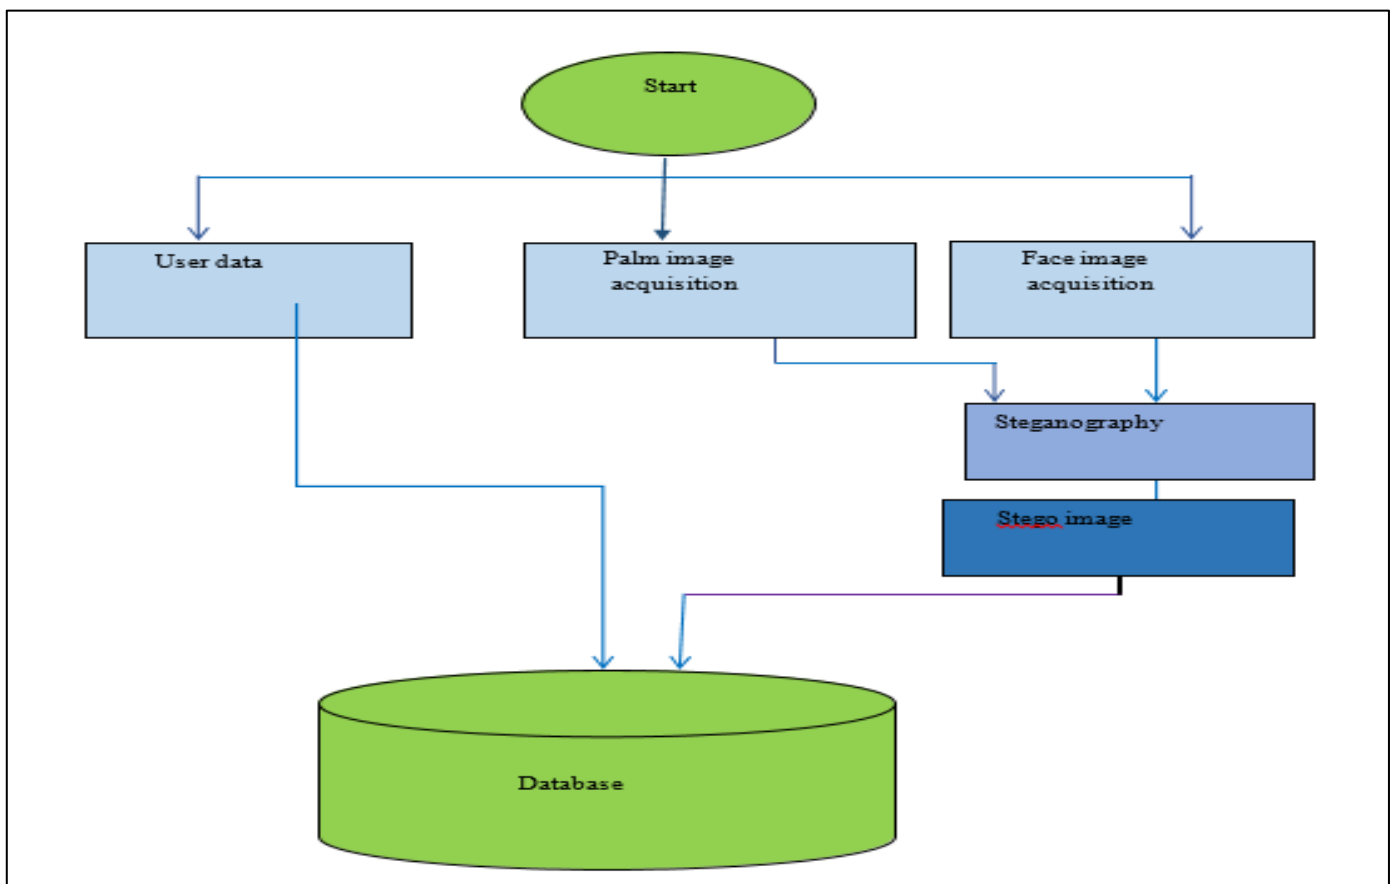 Start
User data
Palm image
acquisition
Face image
acquisition
Steganography
Stego image
Database